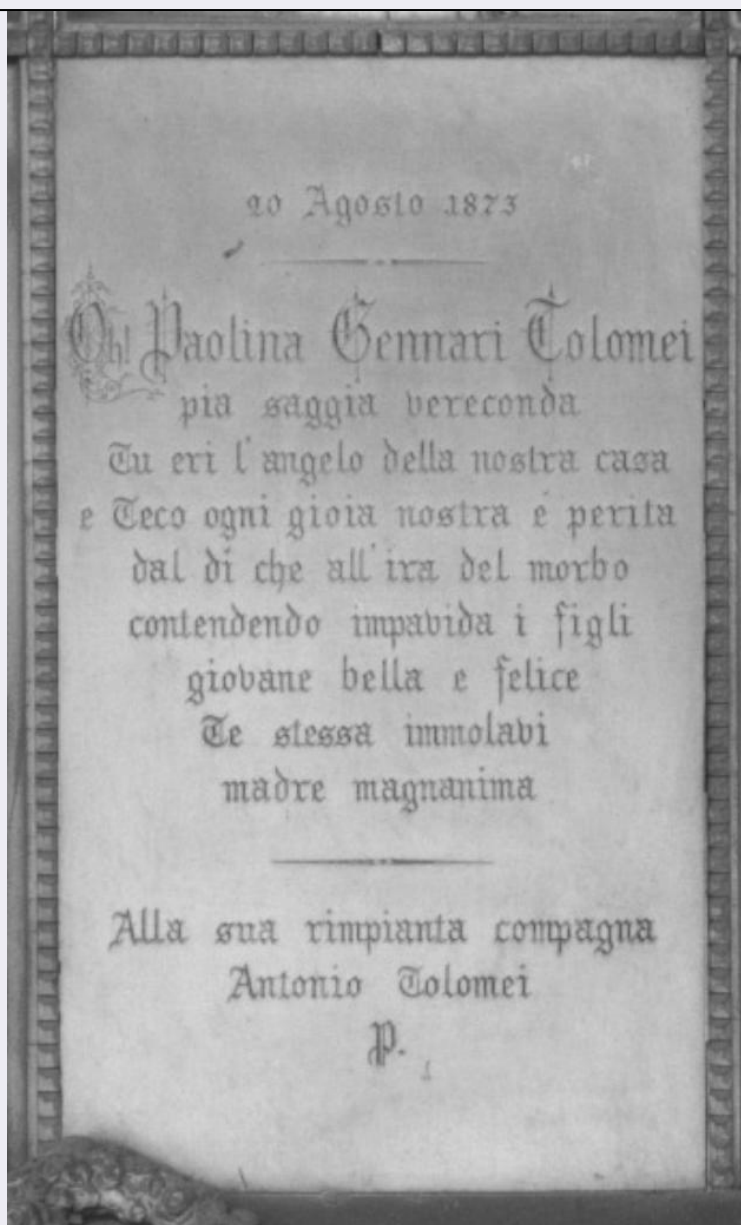 20 Agosto 1873
Oh! Paolina Gennari Tolomei
pia saggia vereconda
Tu eri l'angelo della nostra casa
e Teco ogni gioia nostra é perita
dal dí che all'ira del morbo
contendendo impavida i figli
giovane bella e felice
Te stessa immolavi
madre magnanima
Alla sua rimpianta compagna
Antonio Tolomei
P.